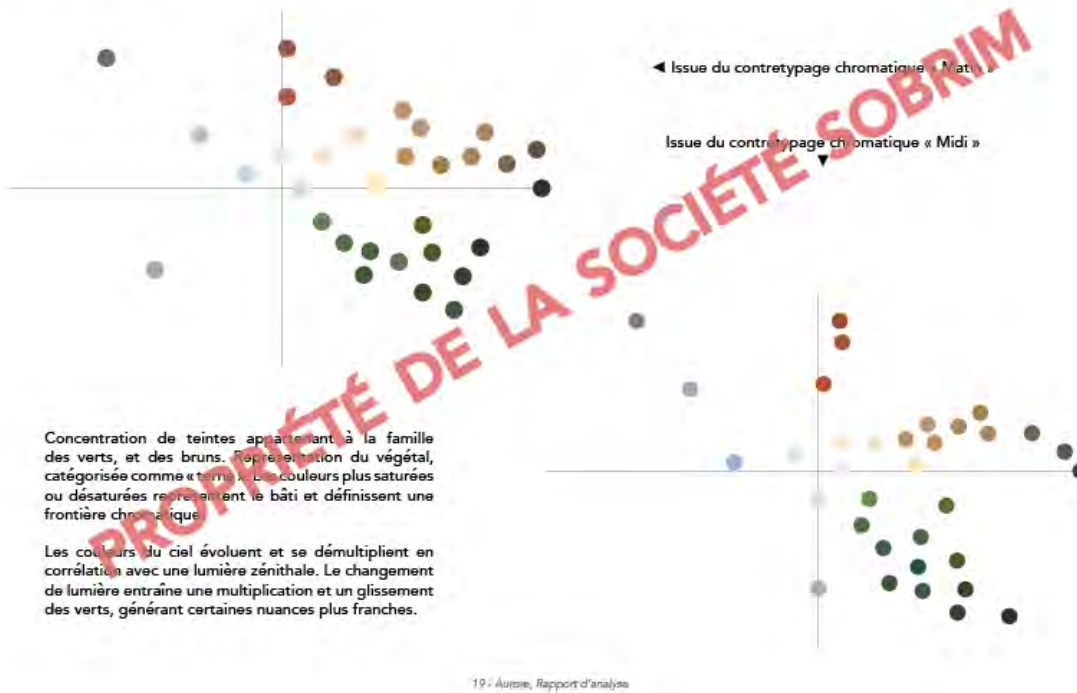 ◄ Issue du contretypage chromatique « Matin »
Issue du contretypage chromatique « Midi »
▼
PROPRIÉTÉ DE LA SOCIÉTÉ SOBRIM
Concentration de teintes appartenant à la famille
des verts, et des bruns. Représentation du végétal,
catégorisée comme « terne ». Les couleurs plus saturées
ou désaturées représentent le bâti et définissent une
frontière chromatique.
Les couleurs du ciel évoluent et se démultiplient en
corrélation avec une lumière zénithale. Le changement
de lumière entraîne une multiplication et un glissement
des verts, générant certaines nuances plus franches.
19 - Aurore, Rapport d'analyse